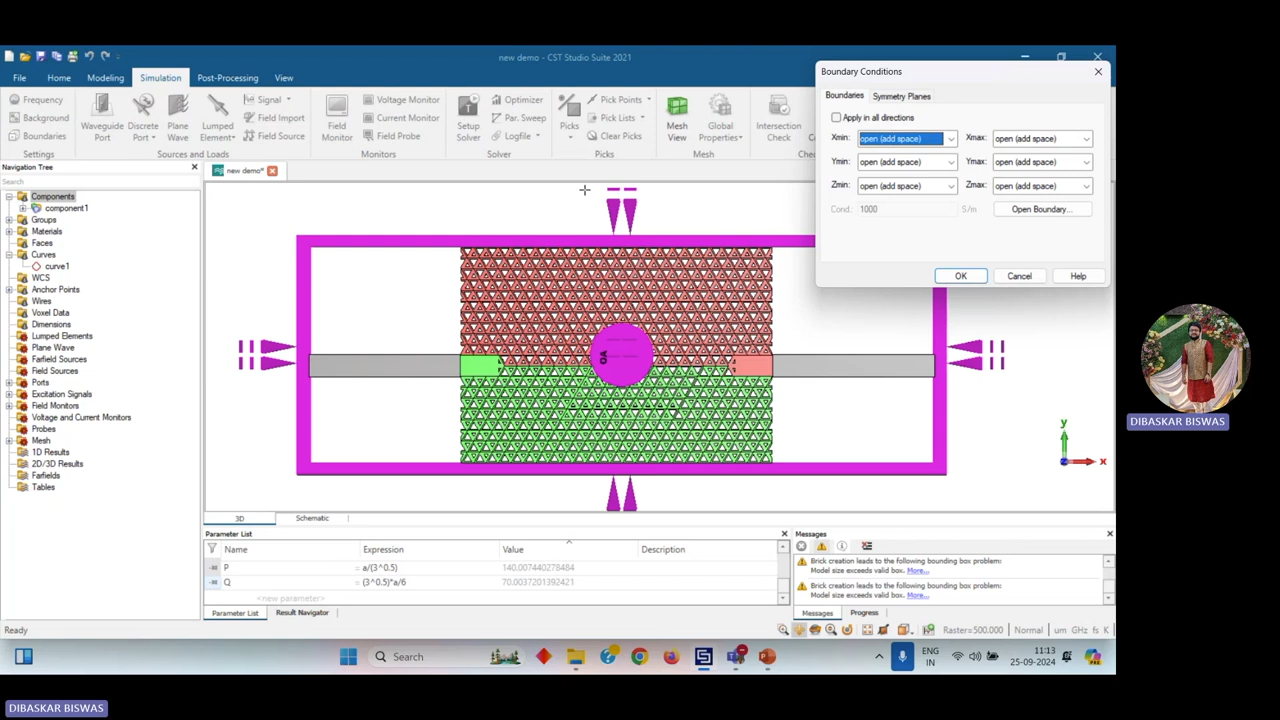 new demo - CST Studio Suite 2021
File Home Modeling Simulation Post-Processing View
Frequency
Background
Boundaries
Settings
Waveguide Port
Discrete Port
Plane Wave
Lumped Element
Signal
Field Import
Field Source
Sources and Loads
Field Monitor
Voltage Monitor
Current Monitor
Field Probe
Monitors
Setup Solver
Optimizer
Par. Sweep
Logfile
Solver
Picks
Pick Points
Pick Lists
Clear Picks
Picks
Mesh View
Global Properties
Mesh
Intersection Check
Boundary Conditions
Boundaries Symmetry Planes
Apply in all directions
Xmin: open (add space) Xmax: open (add space)
Ymin: open (add space) Ymax: open (add space)
Zmin: open (add space) Zmax: open (add space)
Cond.: 1000 S/m Open Boundary...
OK Cancel Help
Navigation Tree
new demo*
Search
Components
component1
Groups
Materials
Faces
Curves
curve1
WCS
Anchor Points
Wires
Voxel Data
Dimensions
Lumped Elements
Plane Wave
Farfield Sources
Field Sources
Ports
Excitation Signals
Field Monitors
Voltage and Current Monitors
Probes
Mesh
1D Results
2D/3D Results
Farfields
Tables
y
x
3D Schematic
Parameter List
Name Expression Value Description
P = a/(3^0.5) 140.007440278484
Q = (3^0.5)*a/6 70.0037201392421
<new parameter>
Parameter List Result Navigator
Messages
Brick creation leads to the following bounding box problem:
Model size exceeds valid box. More...
Brick creation leads to the following bounding box problem:
Model size exceeds valid box. More...
Messages Progress
Ready
Raster=500.000 Normal um GHz fs K
Search
ENG
IN
11:13
25-09-2024
DIBASKAR BISWAS
DIBASKAR BISWAS